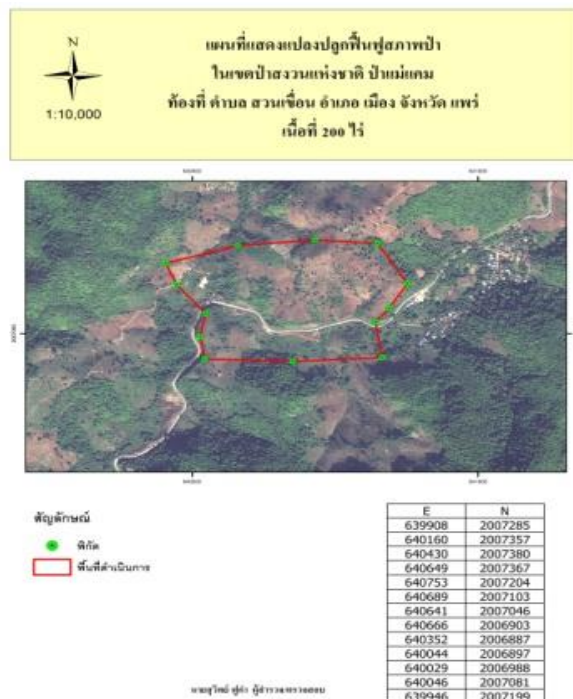 แผนที่แสดงแปลงปลูกฟื้นฟูสภาพป่า
ในเขตป่าสงวนแห่งชาติ ป่าแม่แคม
ท้องที่ ตำบล สวนเขื่อน อำเภอ เมือง จังหวัด แพร่
เนื้อที่ 200 ไร่
N
1:10,000
สัญลักษณ์
พิกัด
พื้นที่ดำเนินการ
E N
639908 2007285
640160 2007357
640430 2007380
640649 2007367
640753 2007204
640689 2007103
640641 2007046
640666 2006903
640352 2006887
640044 2006897
640029 2006988
640046 2007081
639946 2007199